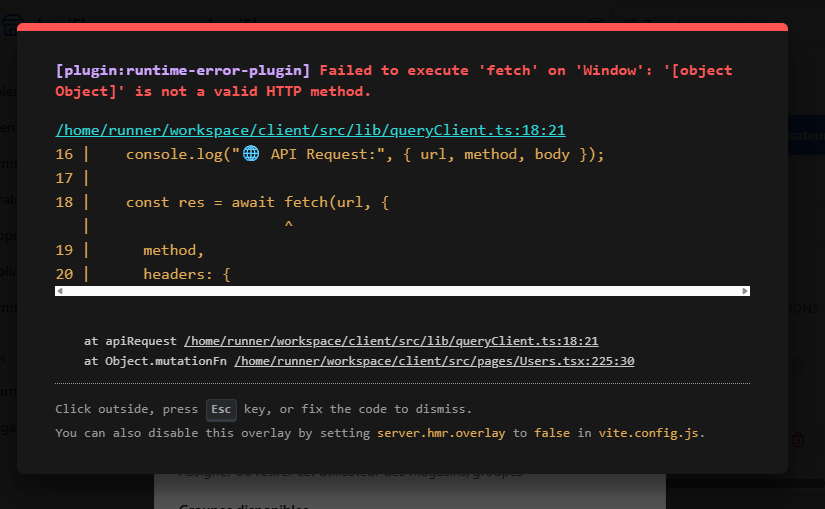 [plugin:runtime-error-plugin] Failed to execute 'fetch' on 'Window': '[object
Object]' is not a valid HTTP method.
/home/runner/workspace/client/src/lib/queryClient.ts:18:21
16 |    console.log("🌐 API Request:", { url, method, body });
17 |
18 |    const res = await fetch(url, {
   |                      ^
19 |      method,
20 |      headers: {
at apiRequest /home/runner/workspace/client/src/lib/queryClient.ts:18:21
at Object.mutationFn /home/runner/workspace/client/src/pages/Users.tsx:225:30
Click outside, press Esc key, or fix the code to dismiss.
You can also disable this overlay by setting server.hmr.overlay to false in vite.config.js.